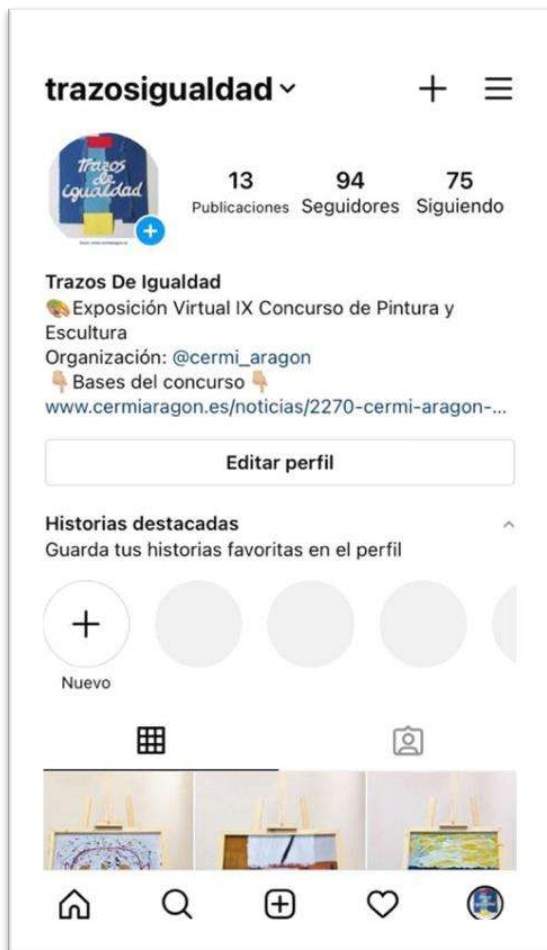 trazosigualdad
Trazos
de
igualdad
13 94 75
Publicaciones Seguidores Siguiendo
Trazos De Igualdad
🎨Exposición Virtual IX Concurso de Pintura y
Escultura
Organización: @cermi_aragon
👇🏼Bases del concurso👇🏼
www.cermiaragon.es/noticias/2270-cermi-aragon-...
Editar perfil
Historias destacadas
Guarda tus historias favoritas en el perfil
Nuevo